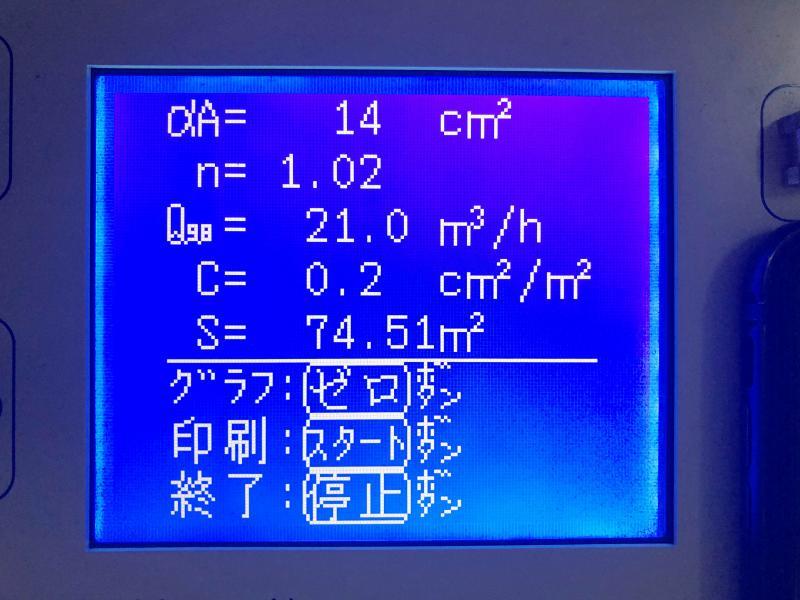 αA= 14 cm²
n= 1.02
Q98= 21.0 m³/h
C= 0.2 cm²/m²
S= 74.51m²
グラフ:(ゼロ)ボタン
印刷:(スタート)ボタン
終了:(停止)ボタン